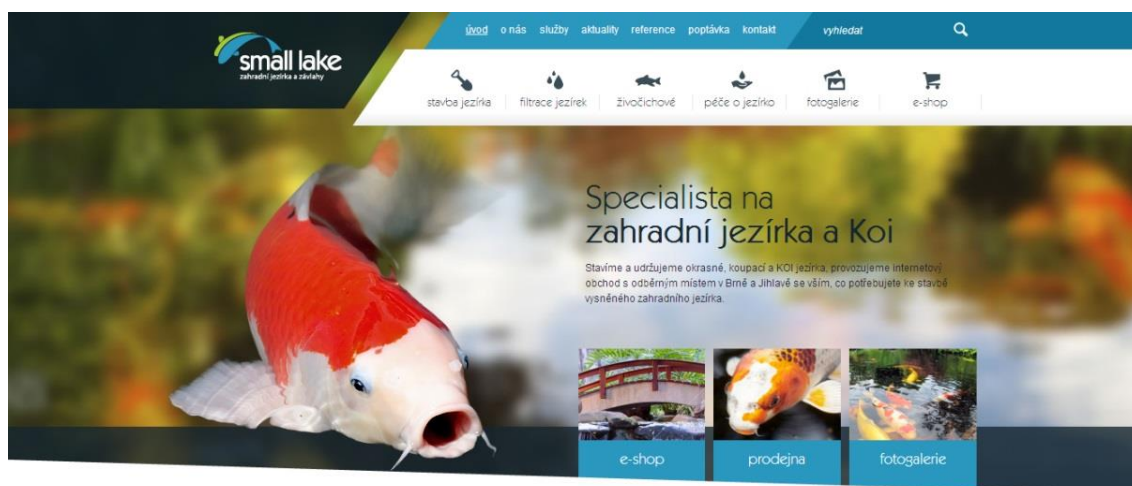 small lake
zahradní jezírka a závlahy
úvod o nás služby aktuality reference poptávka kontakt vyhledat
stavba jezírka filtrace jezírek živočichové péče o jezírko fotogalerie e-shop
Specialista na
zahradní jezírka a Koi
Stavíme a udržujeme okrasné, koupací a KOI jezírka, provozujeme internetový
obchod s odběrným místem v Brně a Jihlavě se vším, co potřebujete ke stavbě
vysněného zahradního jezírka.
e-shop prodejna fotogalerie